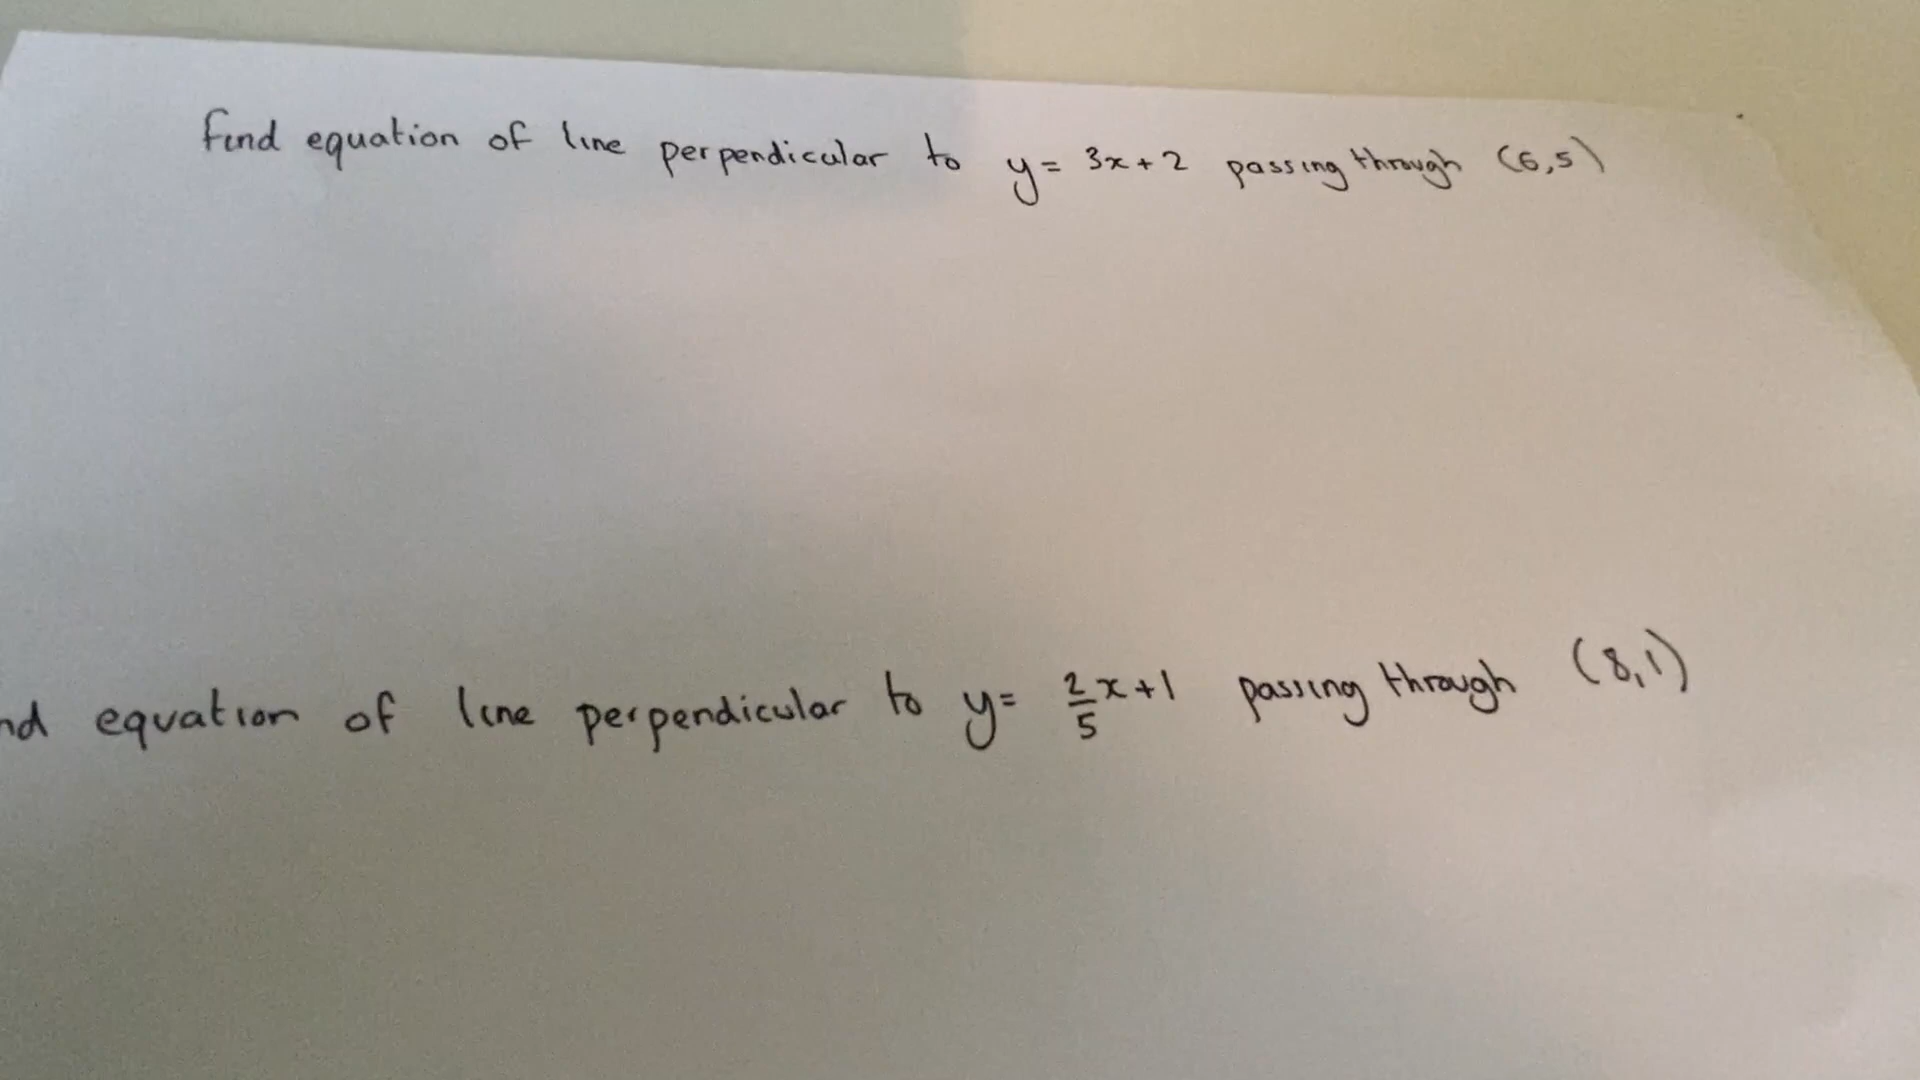 Find equation of line perpendicular to y = 3x + 2 passing through (6,5)
nd equation of line perpendicular to y = 2/5 x + 1 passing through (8,1)